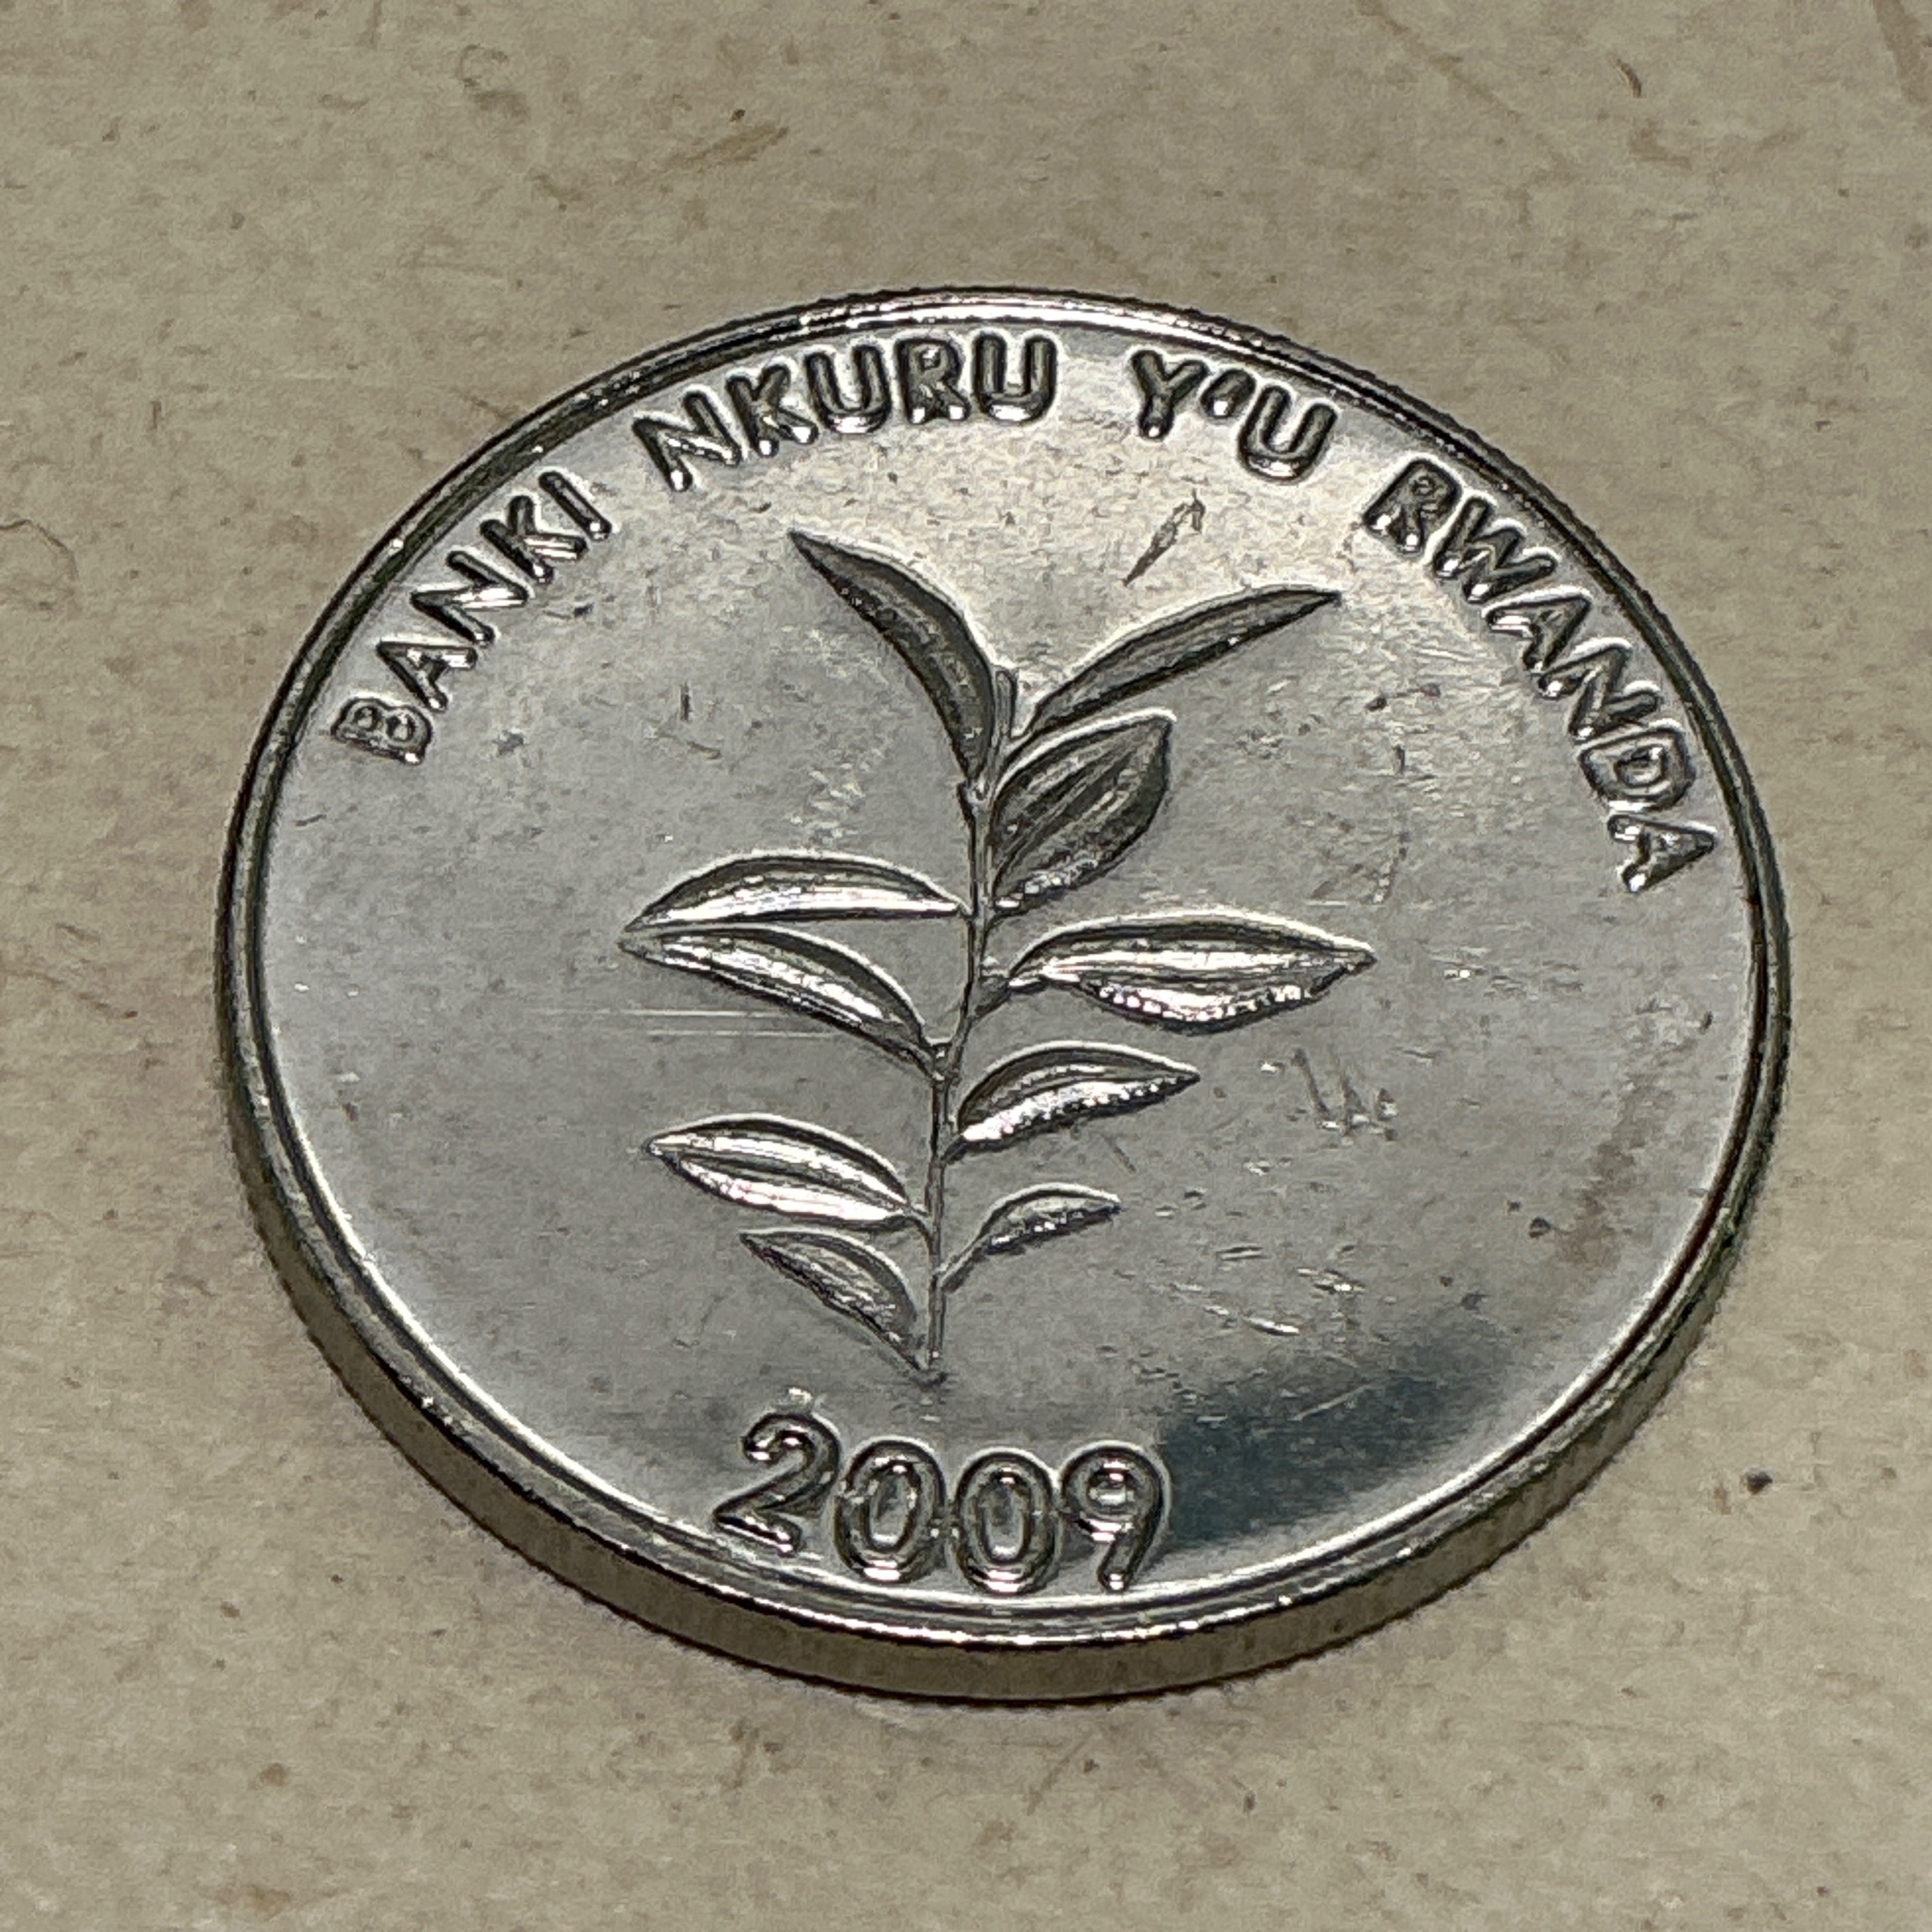 BANKI NKURU Y'U RWANDA
2009